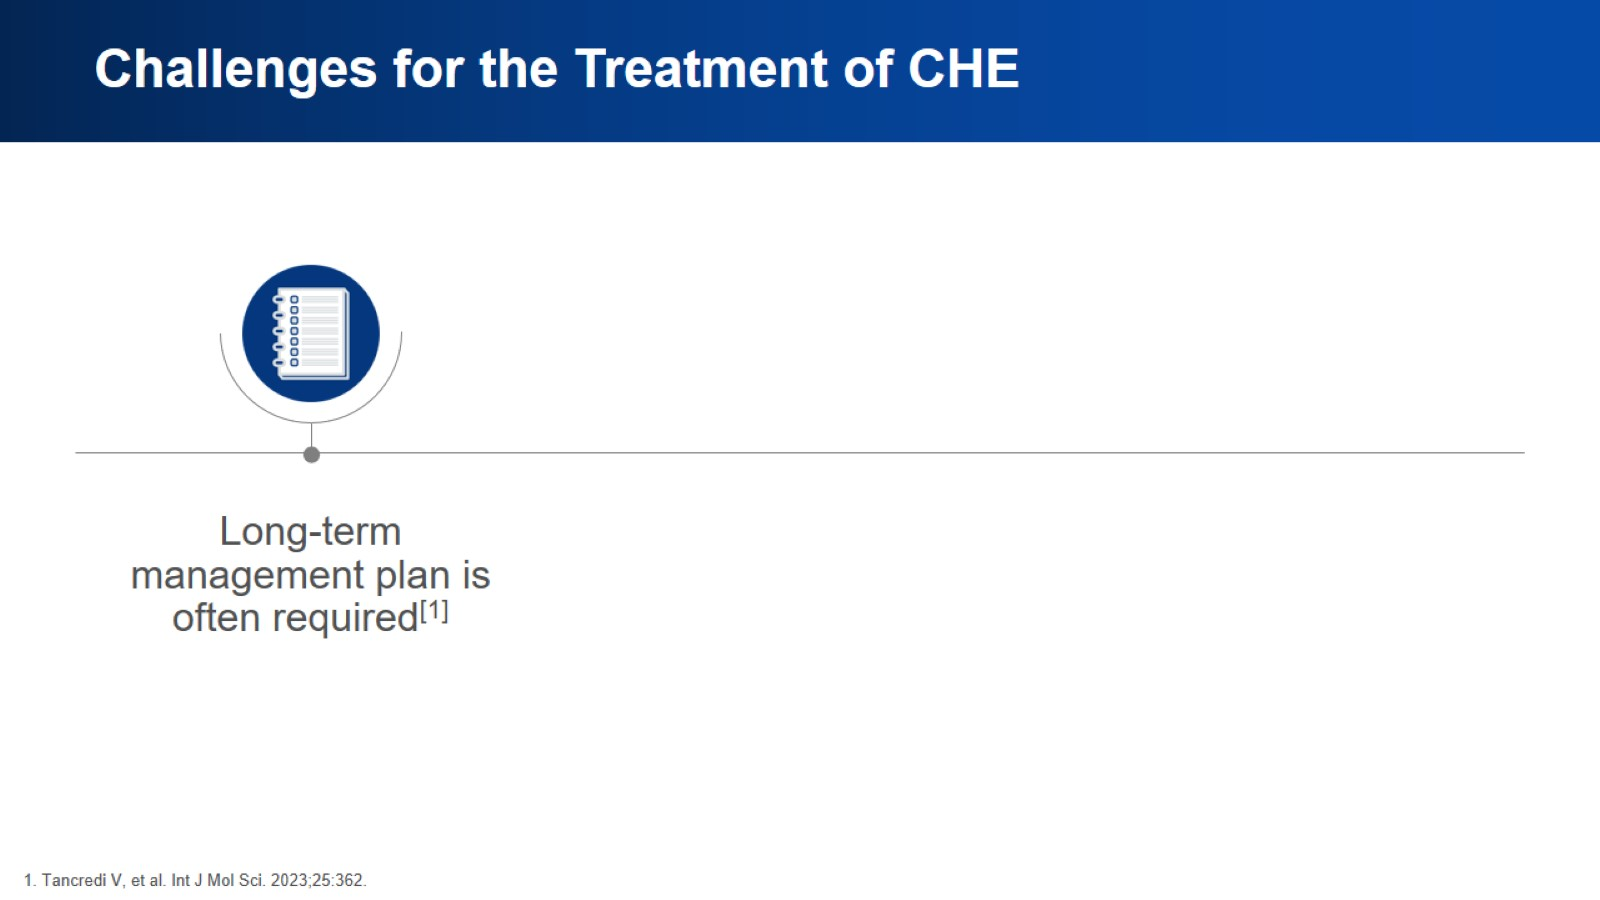 Challenges for the Treatment of CHE
Long-term
management plan is
often required[1]
1. Tancredi V, et al. Int J Mol Sci. 2023;25:362.